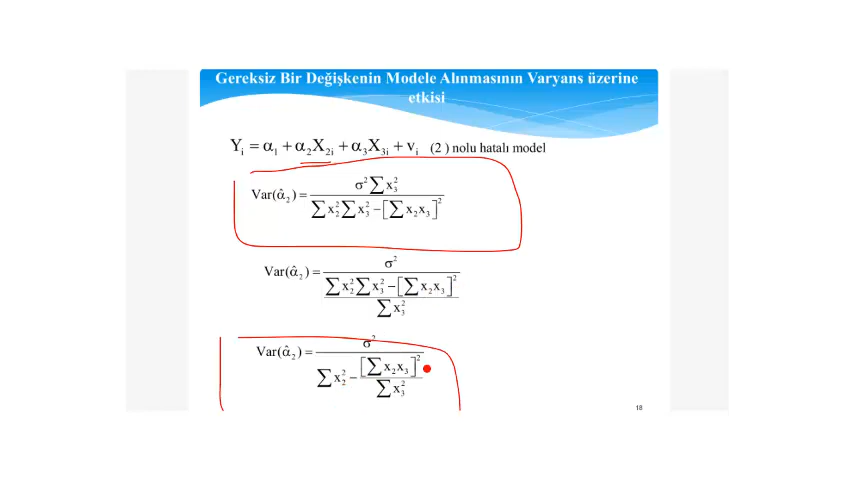 Gereksiz Bir Değişkenin Modele Alınmasının Varyans üzerine
etkisi
Yᵢ = α₁ + α₂X₂ᵢ + α₃X₃ᵢ + vᵢ (2 ) nolu hatalı model
Var(α̂₂) = σ²∑x₃² / (∑x₂²∑x₃² − [∑x₂x₃]²)
Var(α̂₂) = σ² / ((∑x₂²∑x₃² − [∑x₂x₃]²) / ∑x₃²)
Var(α̂₂) = σ² / (∑x₂² − [∑x₂x₃]² / ∑x₃²)
18